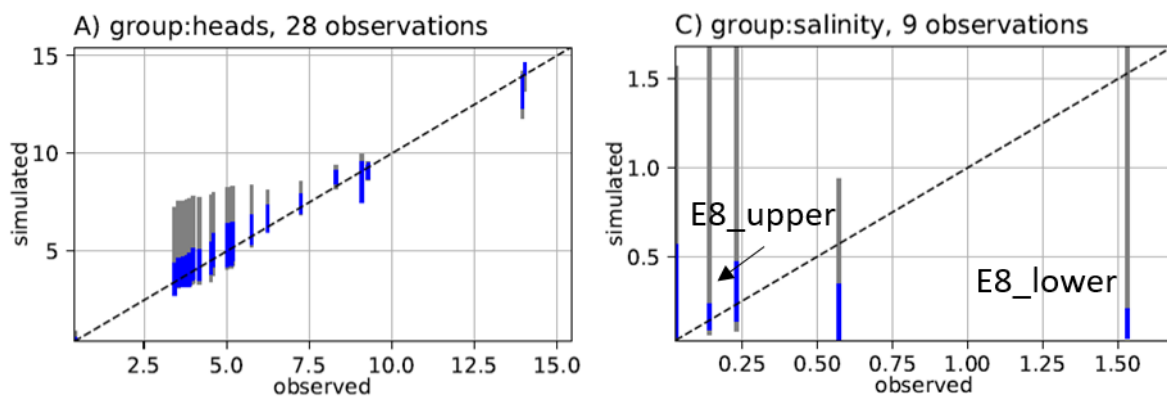 A) group:heads, 28 observations
15
10
5
simulated
2.5 5.0 7.5 10.0 12.5 15.0
observed
C) group:salinity, 9 observations
1.5
1.0
0.5
simulated
E8_upper
E8_lower
0.25 0.50 0.75 1.00 1.25 1.50
observed